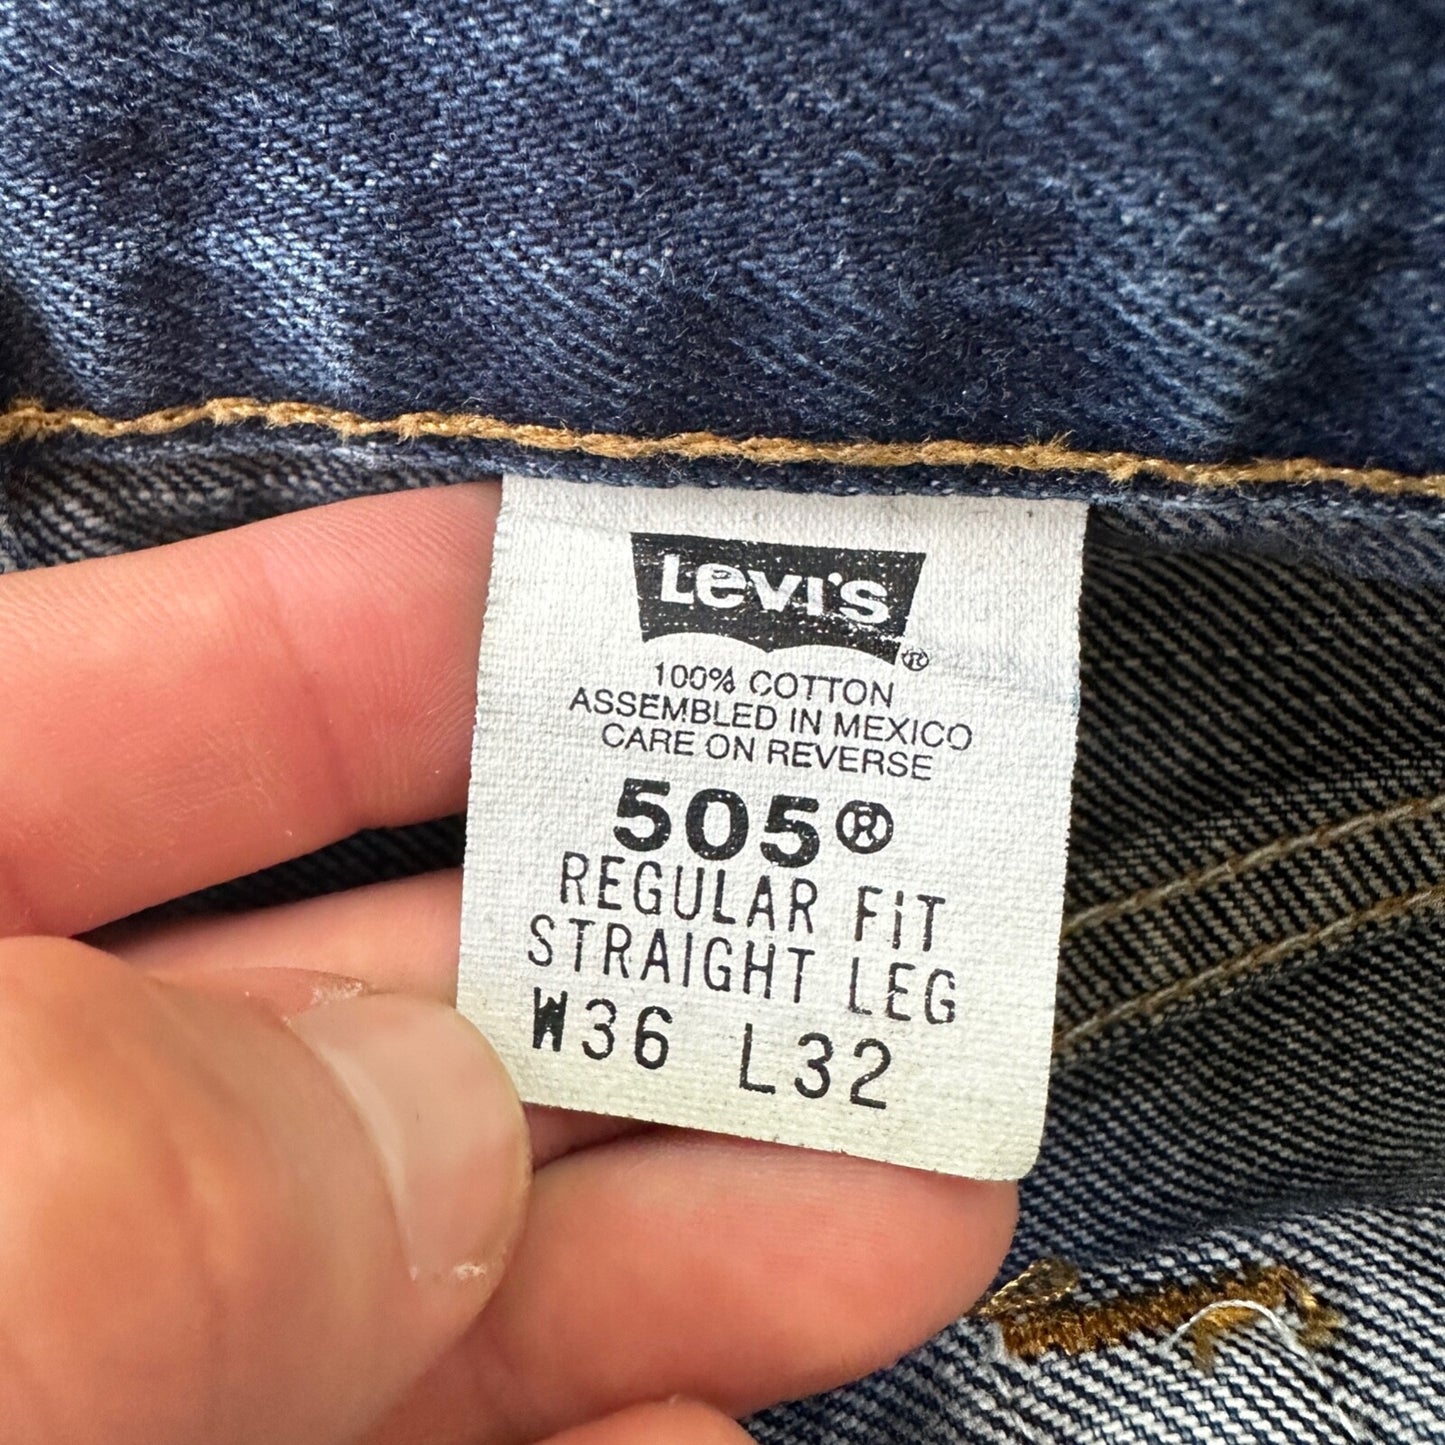 Levi's ®
100% COTTON
ASSEMBLED IN MEXICO
CARE ON REVERSE
505®
REGULAR FIT
STRAIGHT LEG
W36 L32